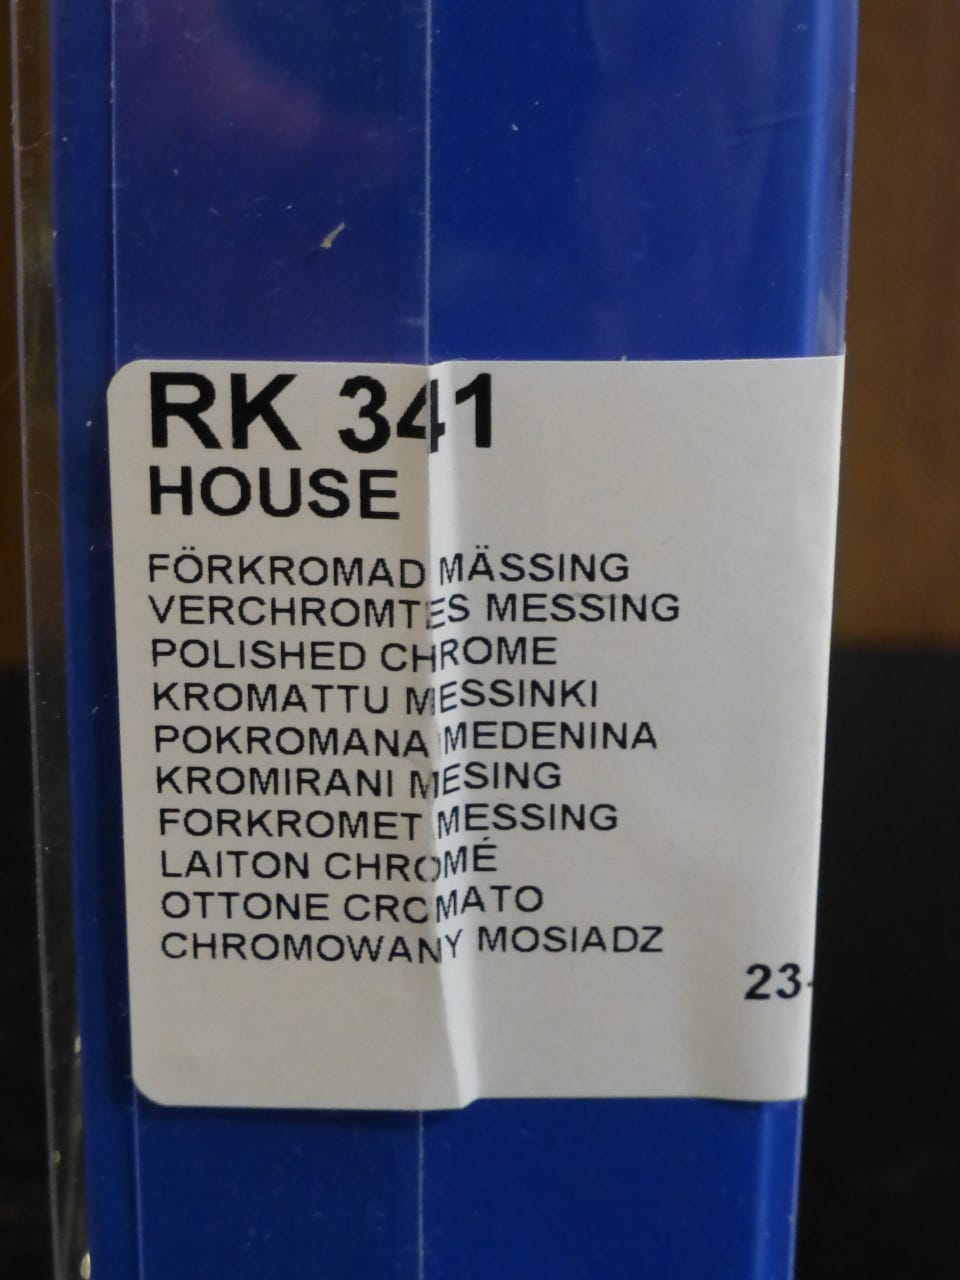 RK 341
HOUSE
FÖRKROMAD MÄSSING
VERCHROMTES MESSING
POLISHED CHROME
KROMATTU MESSINKI
POKROMANA MEDENINA
KROMIRANI MESING
FORKROMET MESSING
LAITON CHROMÉ
OTTONE CROMATO
CHROMOWANY MOSIADZ
23-